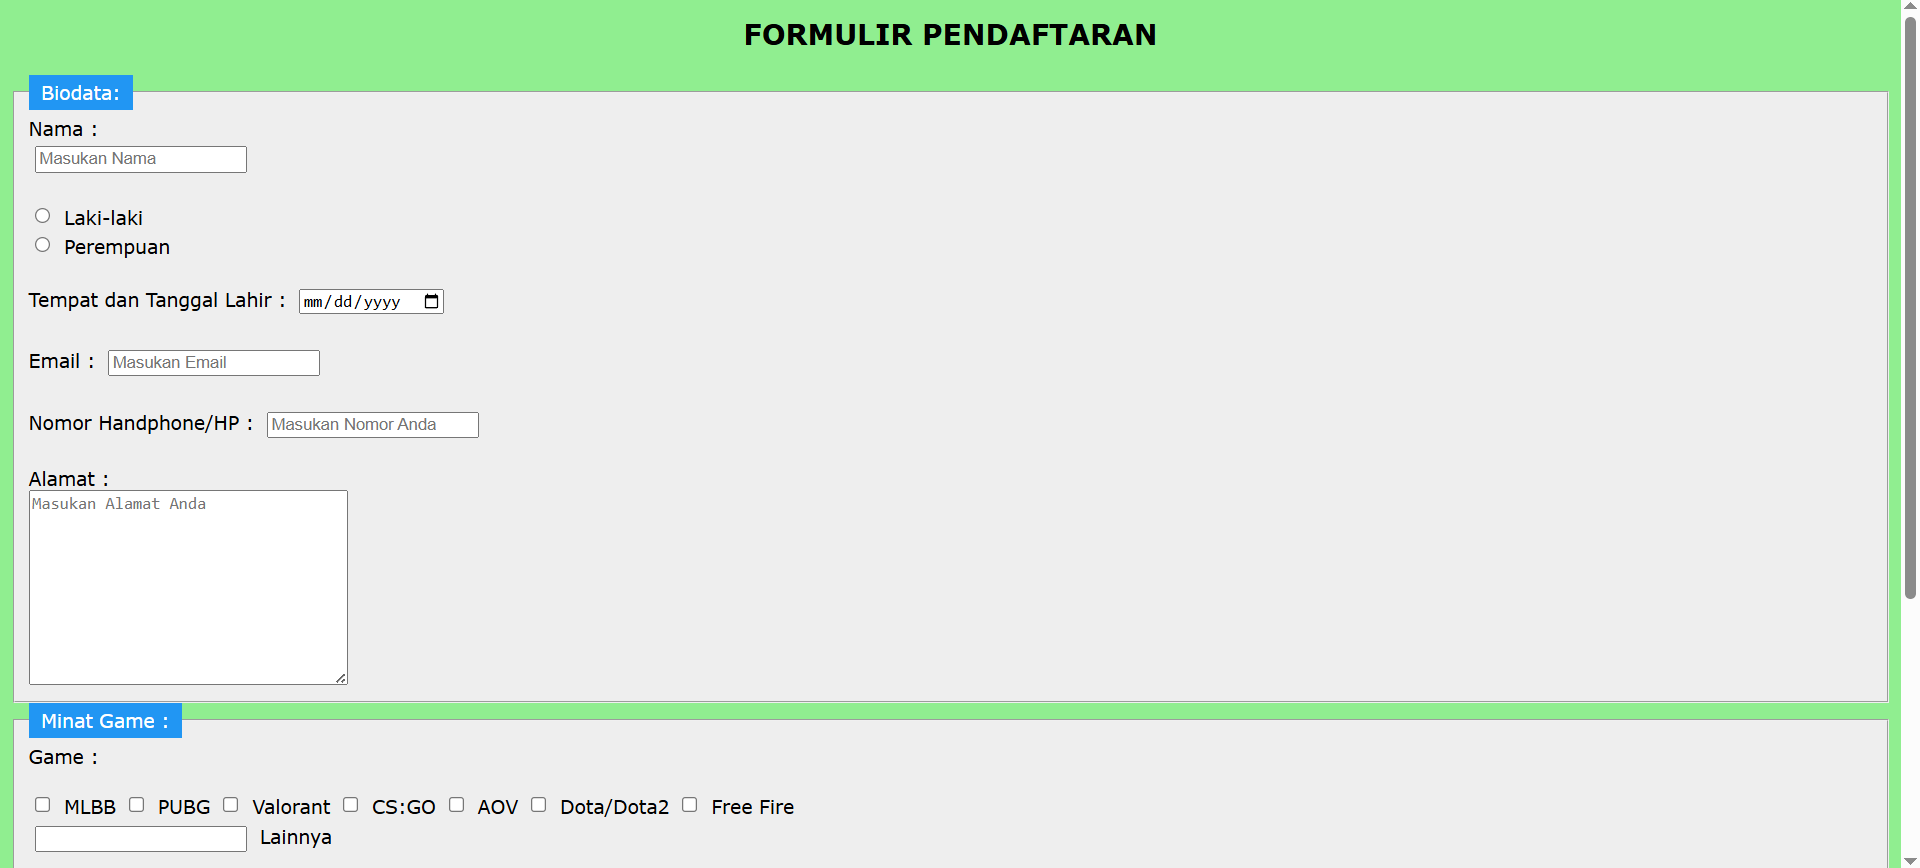 FORMULIR PENDAFTARAN
Biodata:
Nama :
Masukan Nama
Laki-laki
Perempuan
Tempat dan Tanggal Lahir : mm/dd/yyyy
Email : Masukan Email
Nomor Handphone/HP : Masukan Nomor Anda
Alamat :
Masukan Alamat Anda
Minat Game :
Game :
MLBB PUBG Valorant CS:GO AOV Dota/Dota2 Free Fire
Lainnya